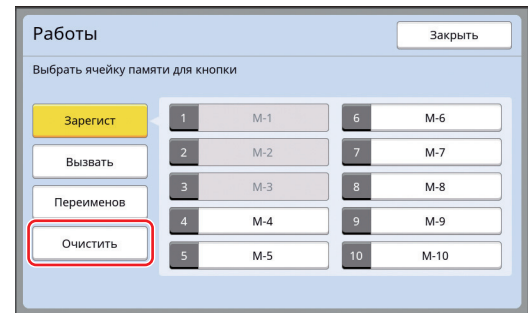 Работы
Закрыть
Выбрать ячейку памяти для кнопки
Зарегист
Вызвать
Переименов
Очистить
1 M-1
2 M-2
3 M-3
4 M-4
5 M-5
6 M-6
7 M-7
8 M-8
9 M-9
10 M-10